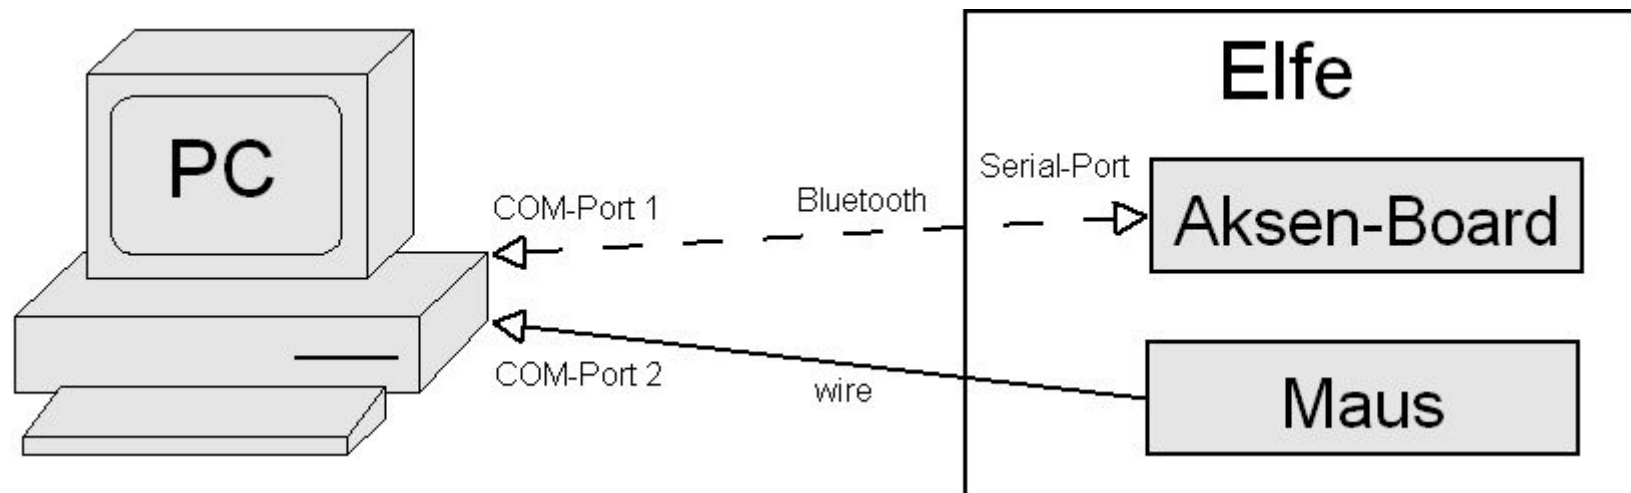 Elfe
PC
COM-Port 1
Bluetooth
Serial-Port
Aksen-Board
COM-Port 2
wire
Maus